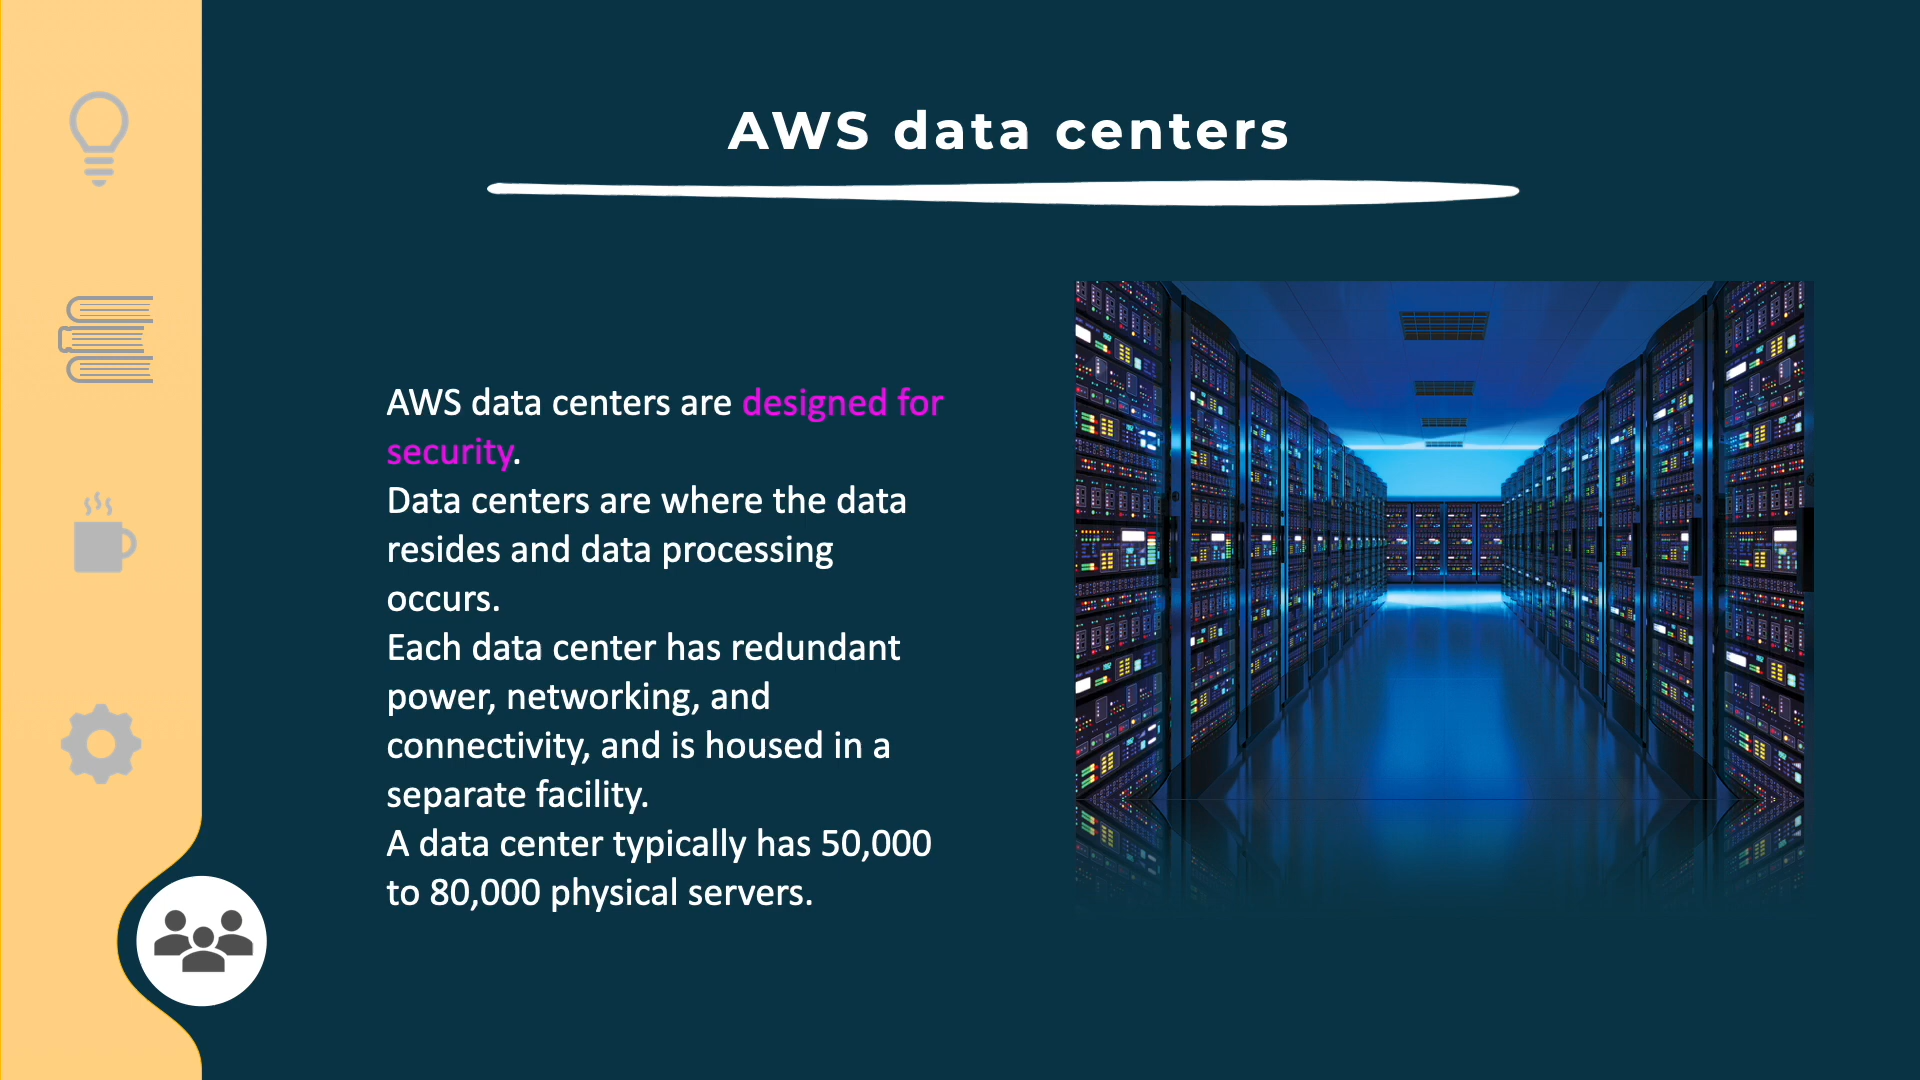 AWS data centers
AWS data centers are designed for
security.
Data centers are where the data
resides and data processing
occurs.
Each data center has redundant
power, networking, and
connectivity, and is housed in a
separate facility.
A data center typically has 50,000
to 80,000 physical servers.